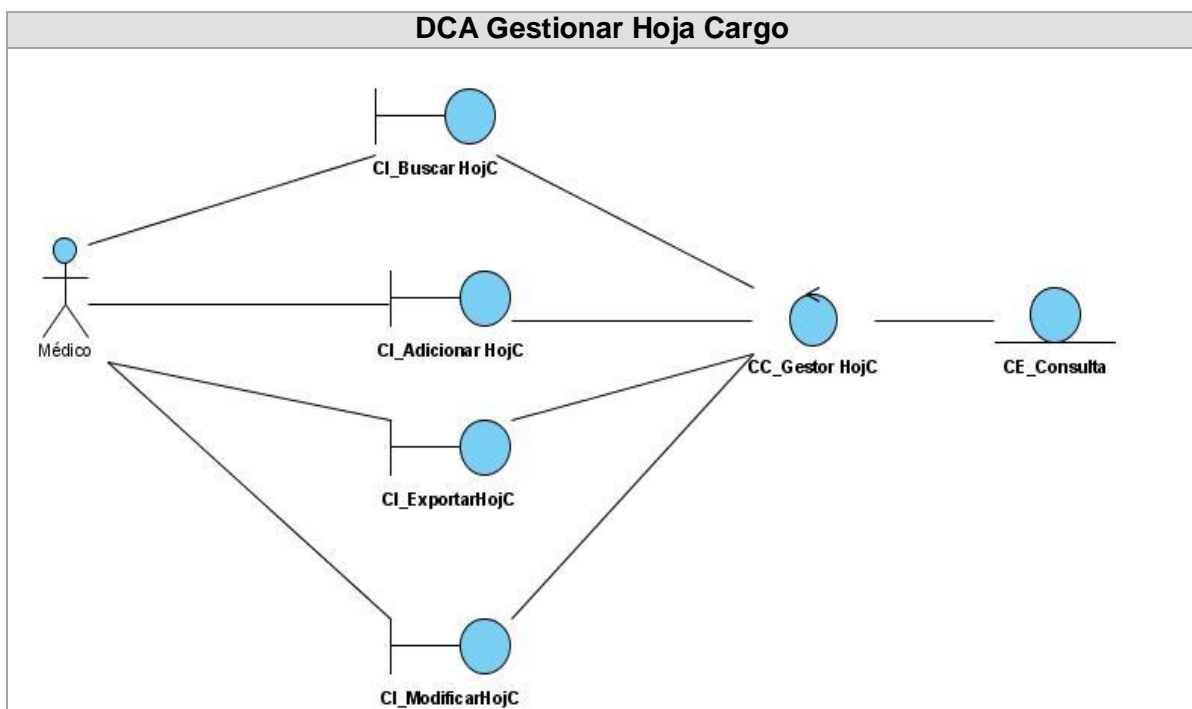 DCA Gestionar Hoja Cargo
CI_Buscar HojC
Médico
CI_Adicionar HojC
CC_Gestor HojC
CE_Consulta
CI_ExportarHojC
CI_ModificarHojC